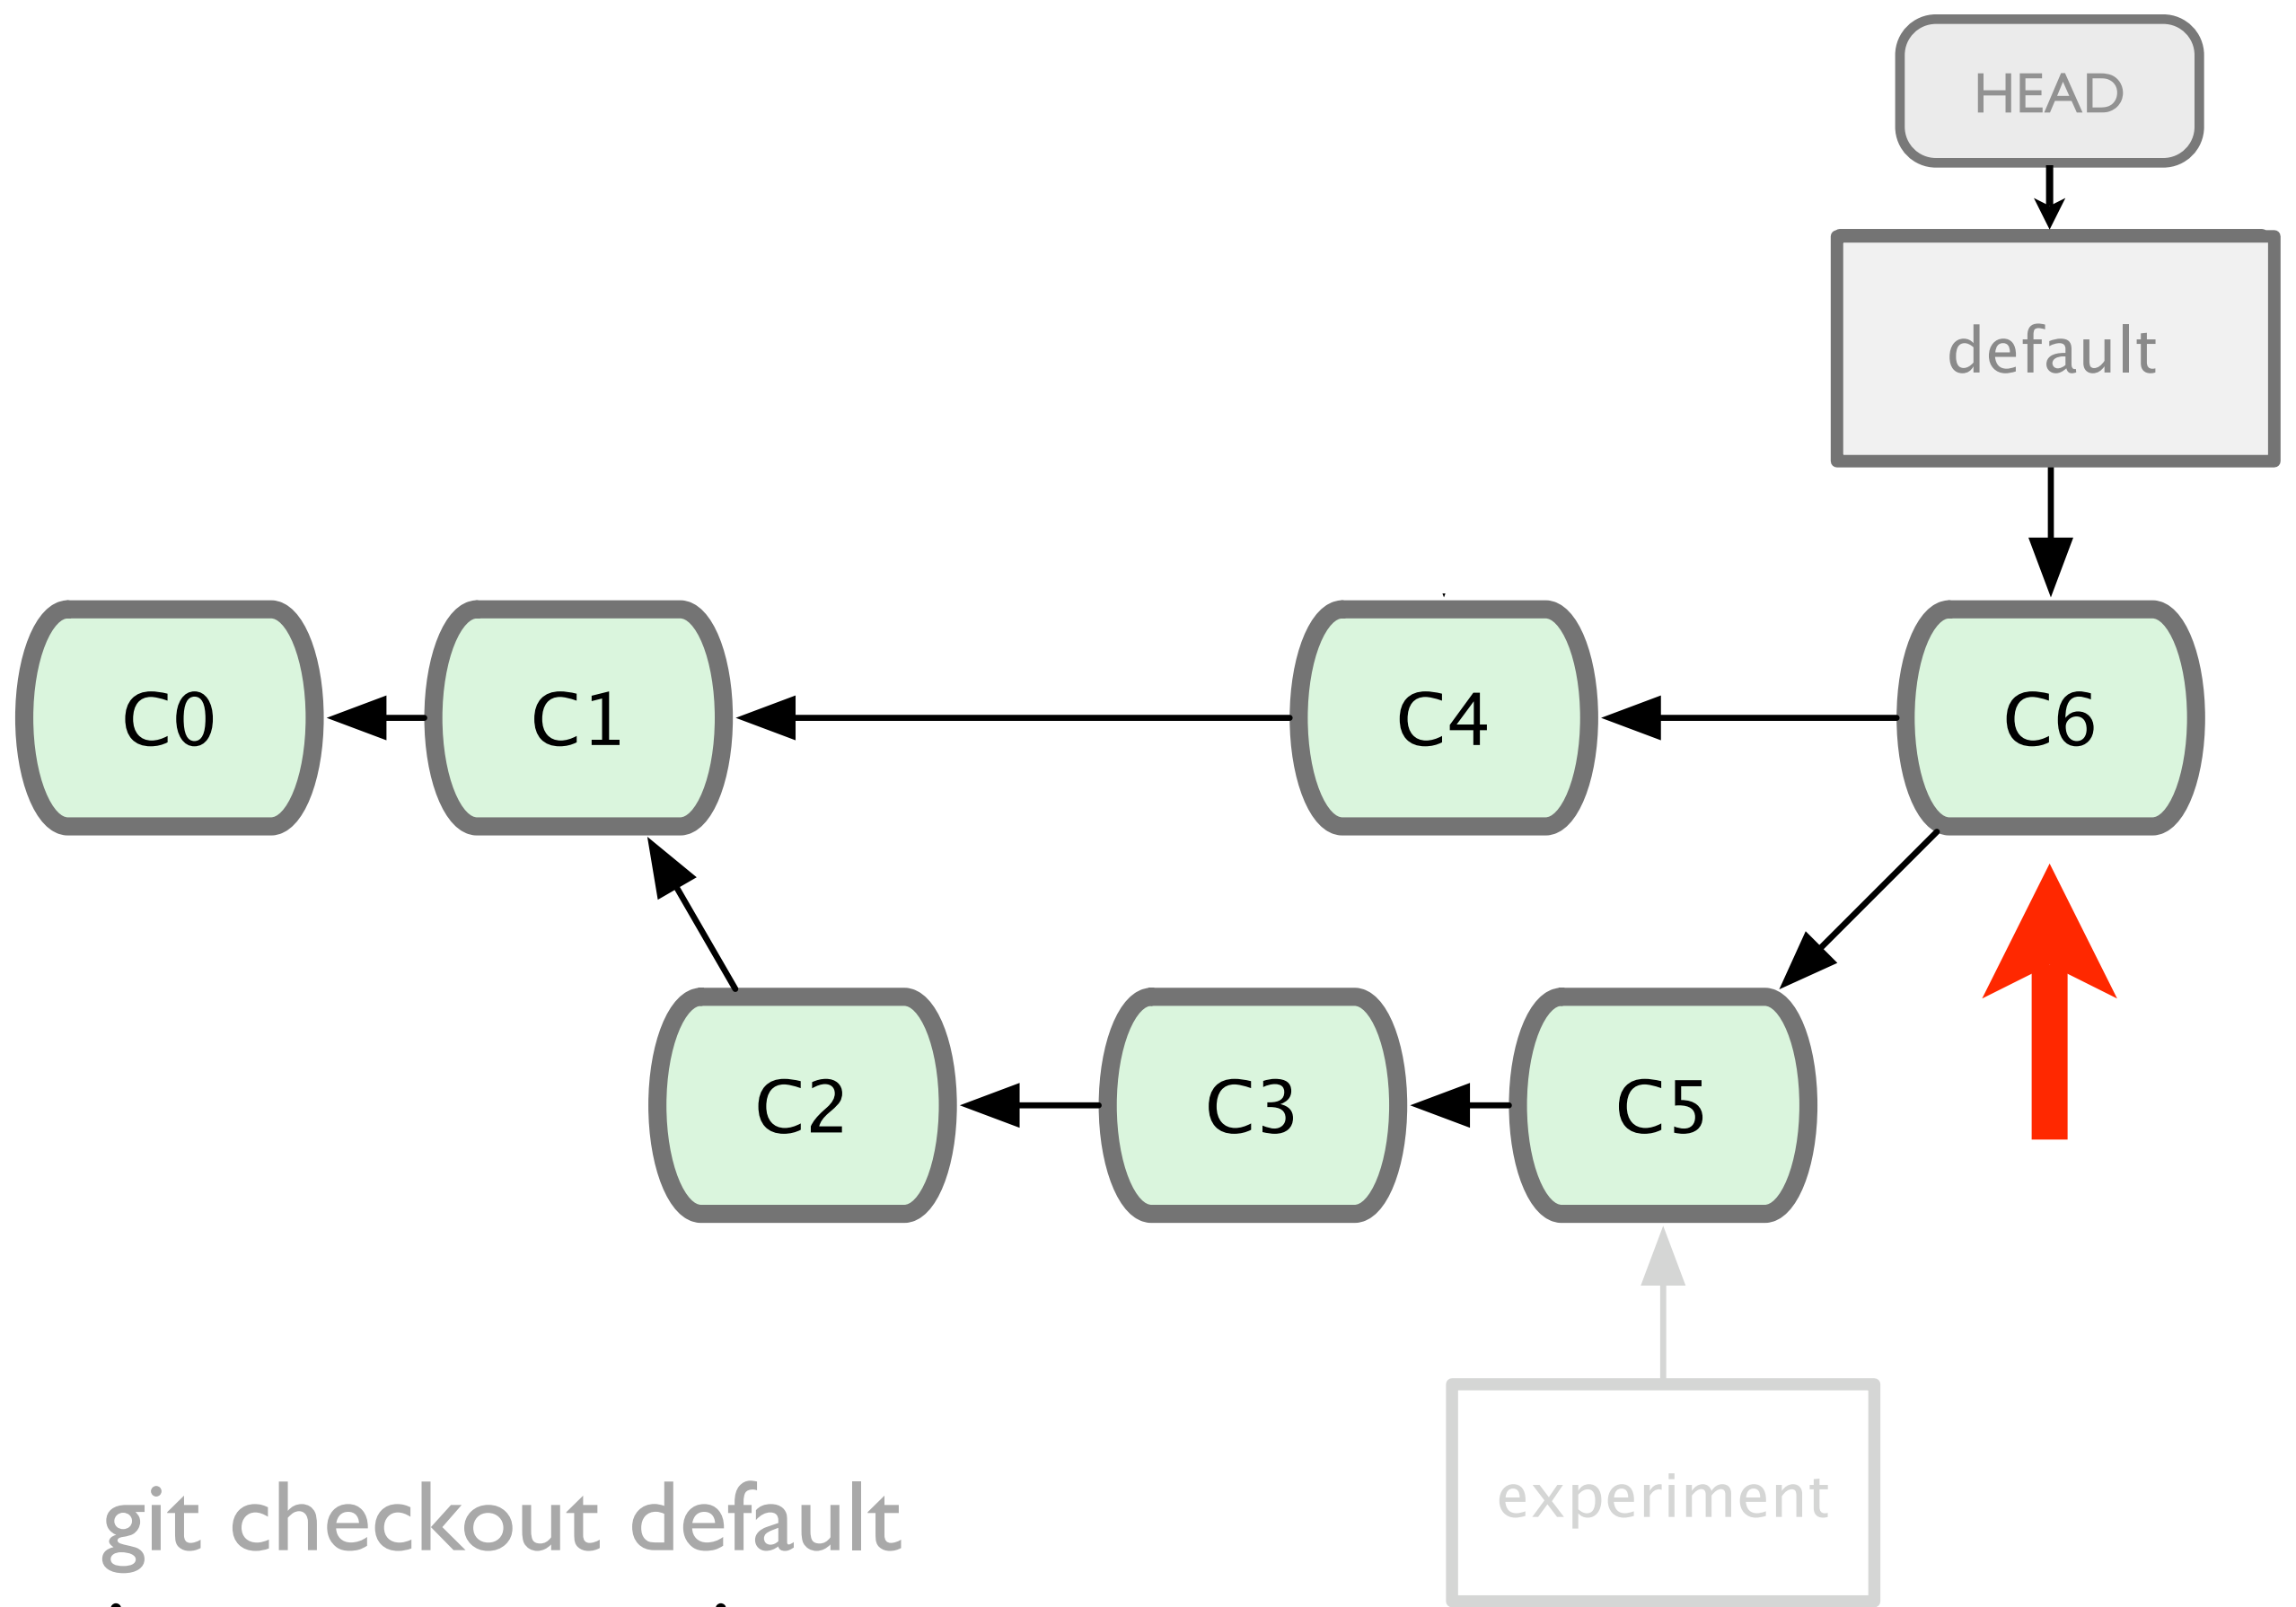 HEAD
default
C0
C1
C4
C6
C2
C3
C5
experiment
git checkout default